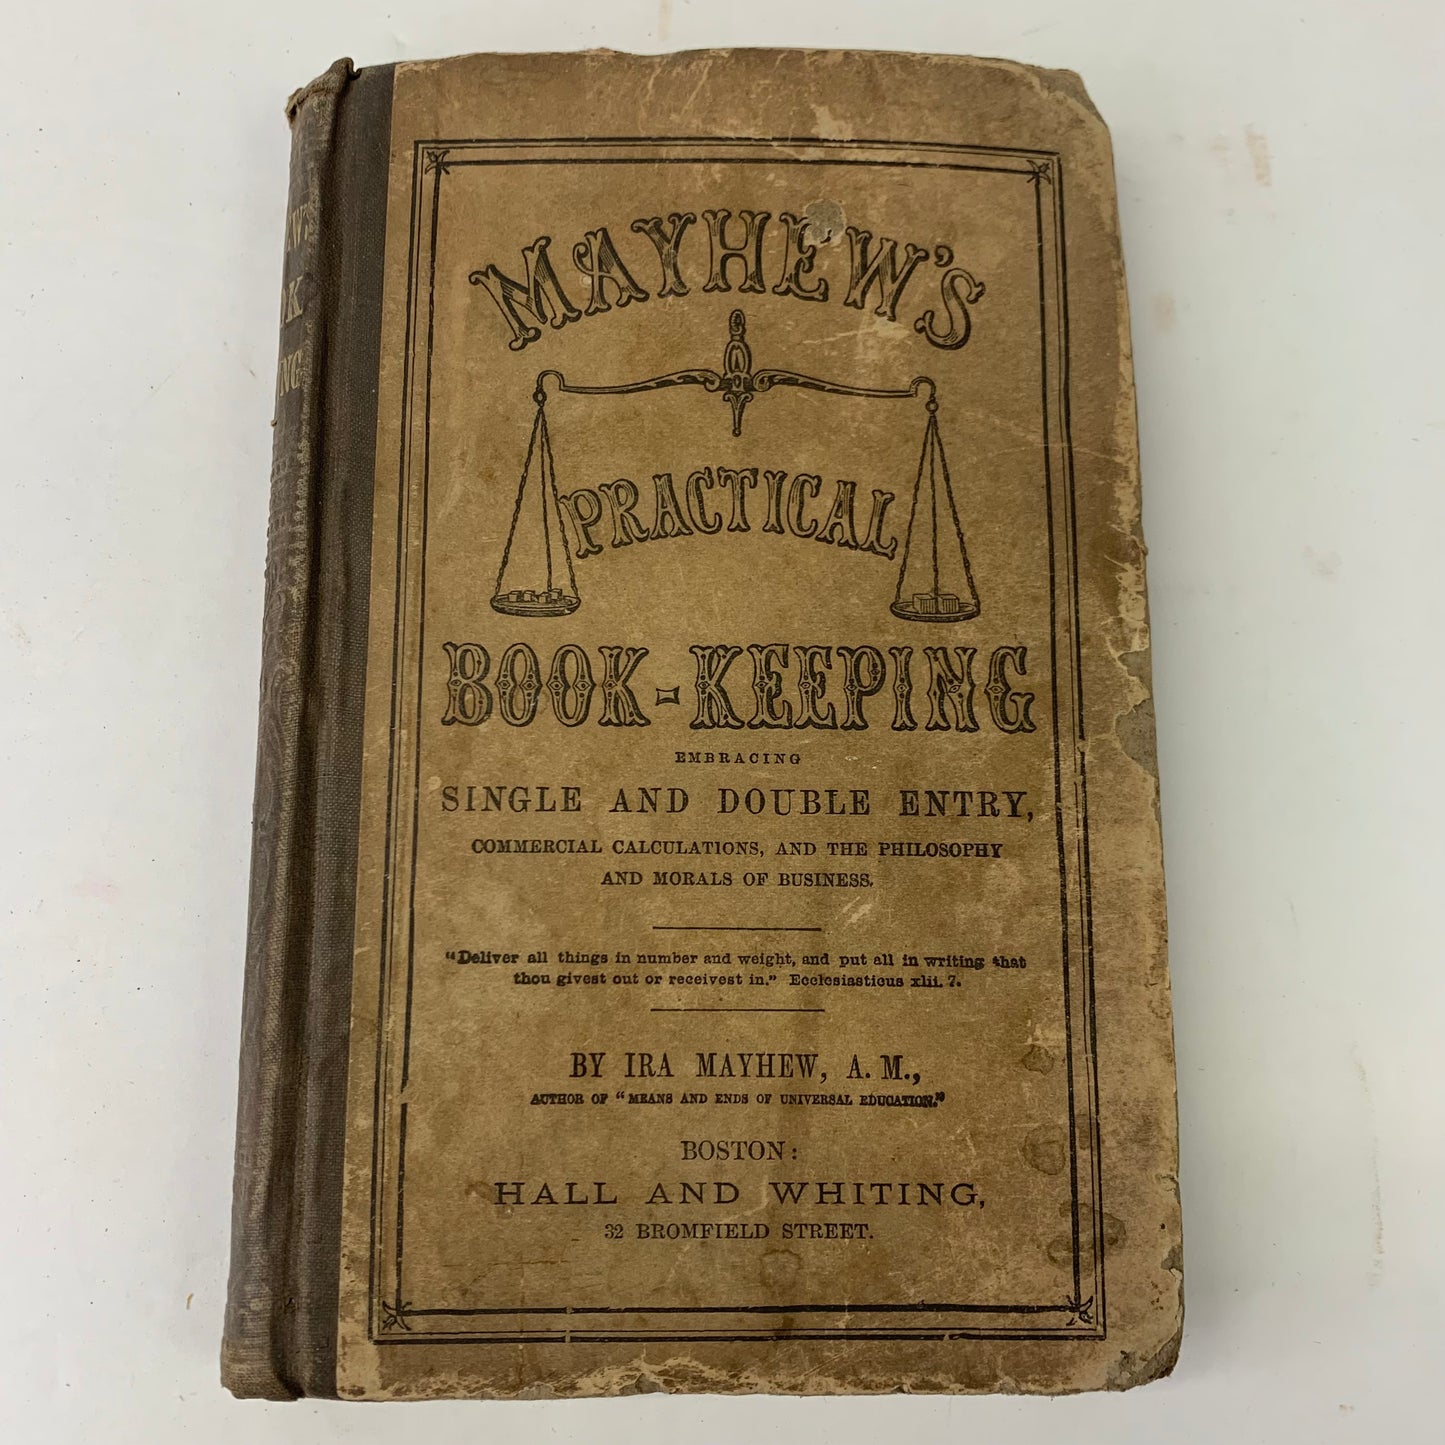 MAYHEW'S
PRACTICAL
BOOK-KEEPING
EMBRACING
SINGLE AND DOUBLE ENTRY,
COMMERCIAL CALCULATIONS, AND THE PHILOSOPHY
AND MORALS OF BUSINESS.
"Deliver all things in number and weight, and put all in writing that
thou givest out or receivest in." Ecclesiasticus xlii. 7.
BY IRA MAYHEW, A. M.,
AUTHOR OF "MEANS AND ENDS OF UNIVERSAL EDUCATION."
BOSTON:
HALL AND WHITING,
32 BROMFIELD STREET.